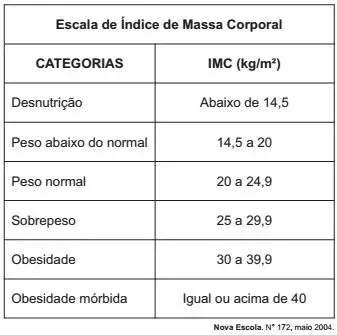 Escala de Índice de Massa Corporal
CATEGORIAS IMC (kg/m²)
Desnutrição Abaixo de 14,5
Peso abaixo do normal 14,5 a 20
Peso normal 20 a 24,9
Sobrepeso 25 a 29,9
Obesidade 30 a 39,9
Obesidade mórbida Igual ou acima de 40
Nova Escola. N° 172, maio 2004.